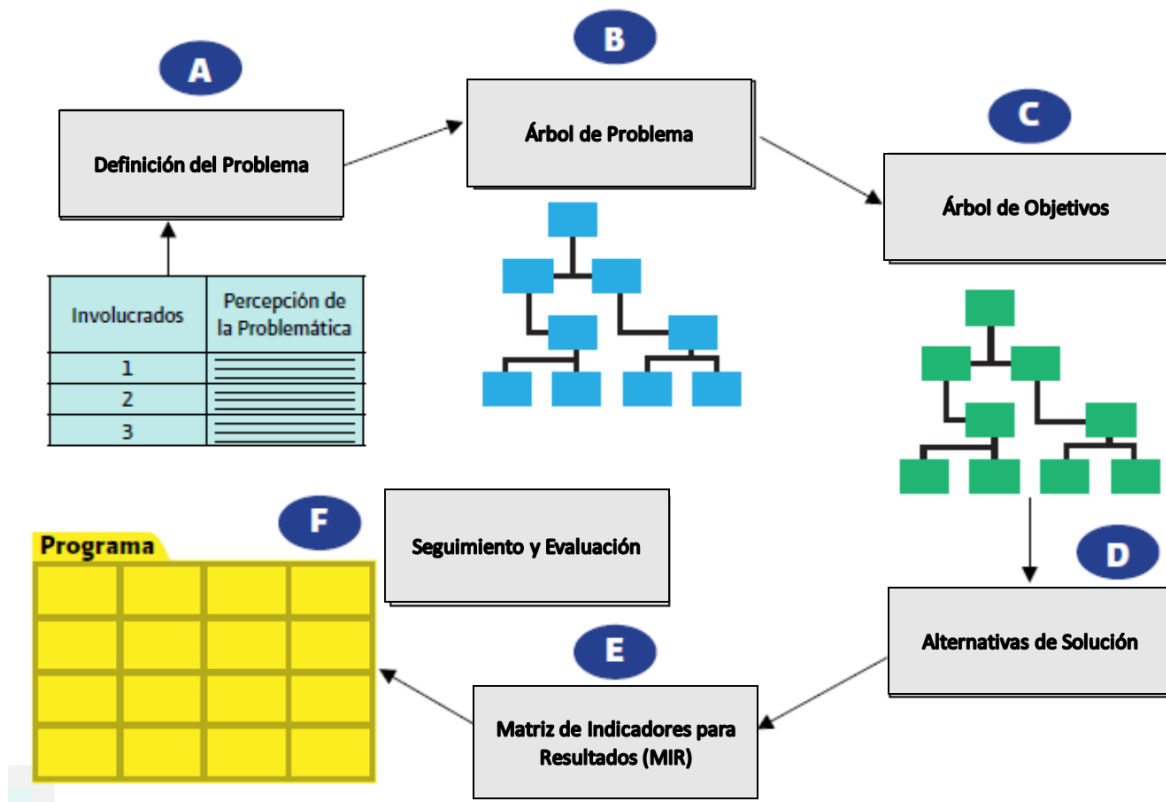 A
Definición del Problema
Involucrados
Percepción de
la Problemática
1
2
3
B
Árbol de Problema
C
Árbol de Objetivos
D
Alternativas de Solución
E
Matriz de Indicadores para
Resultados (MIR)
F
Seguimiento y Evaluación
Programa